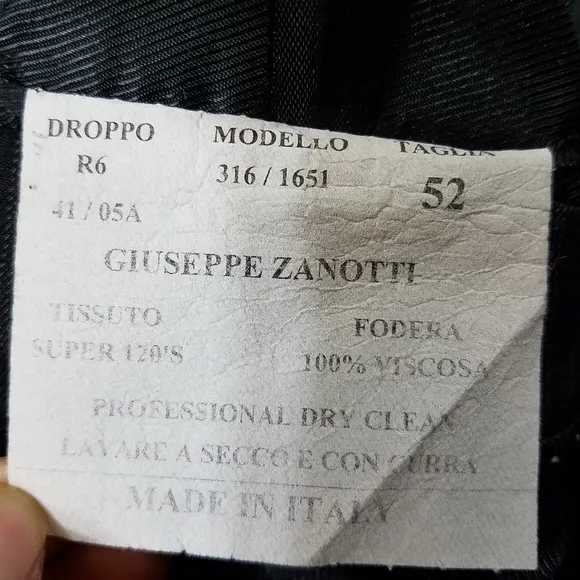 DROPPO MODELLO TAGLIA
R6 316 / 1651 52
41 / 05A
GIUSEPPE ZANOTTI
TISSUTO FODERA
SUPER 120'S 100% VISCOSA
PROFESSIONAL DRY CLEAN
LAVARE A SECCO E CON CURRA
MADE IN ITALY